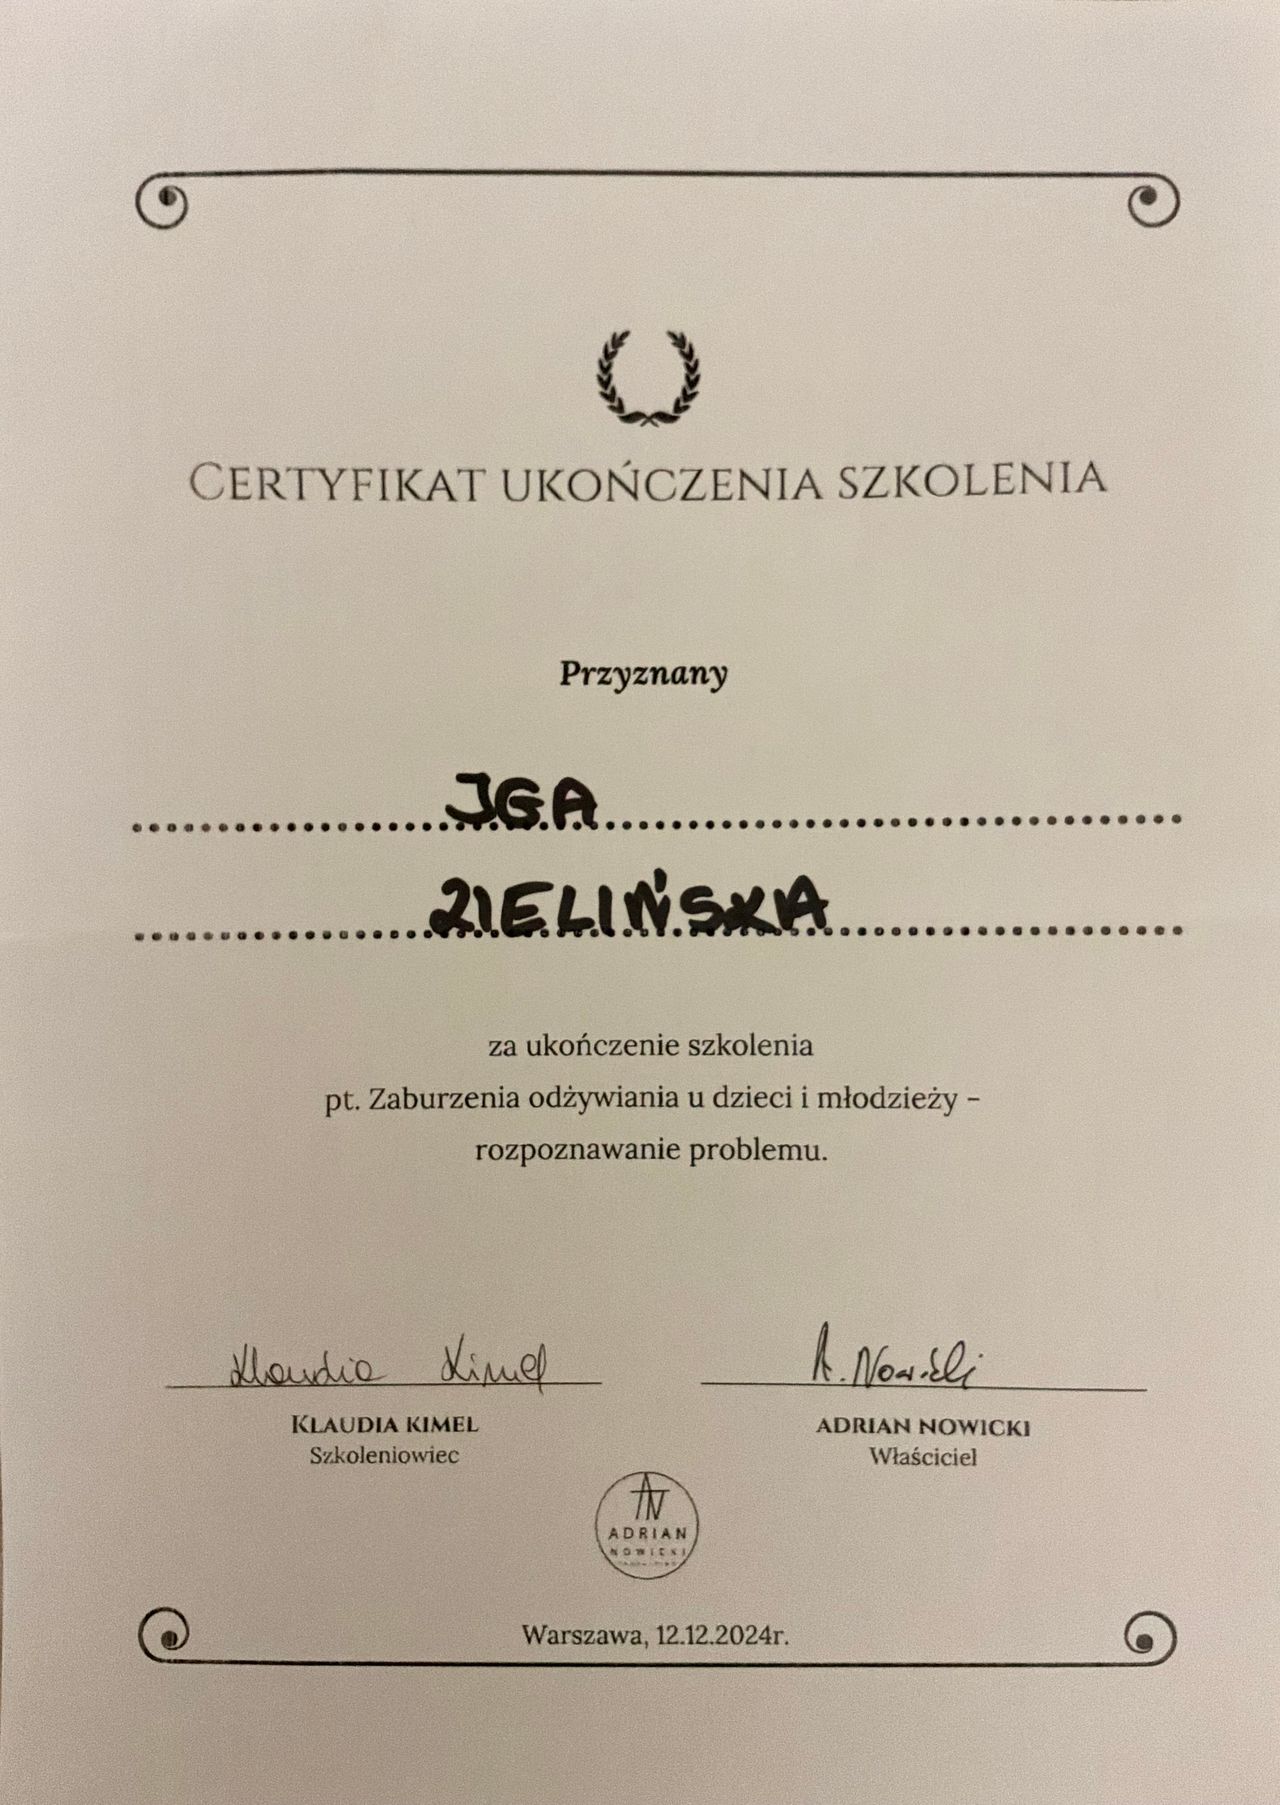 CERTYFIKAT UKOŃCZENIA SZKOLENIA
Przyznany
IGA
ZIELIŃSKA
za ukończenie szkolenia
pt. Zaburzenia odżywiania u dzieci i młodzieży –
rozpoznawanie problemu.
Klaudia Kimel
A. Nowicki
KLAUDIA KIMEL
ADRIAN NOWICKI
Szkoleniowiec
Właściciel
AN
ADRIAN
NOWICKI
Warszawa, 12.12.2024r.